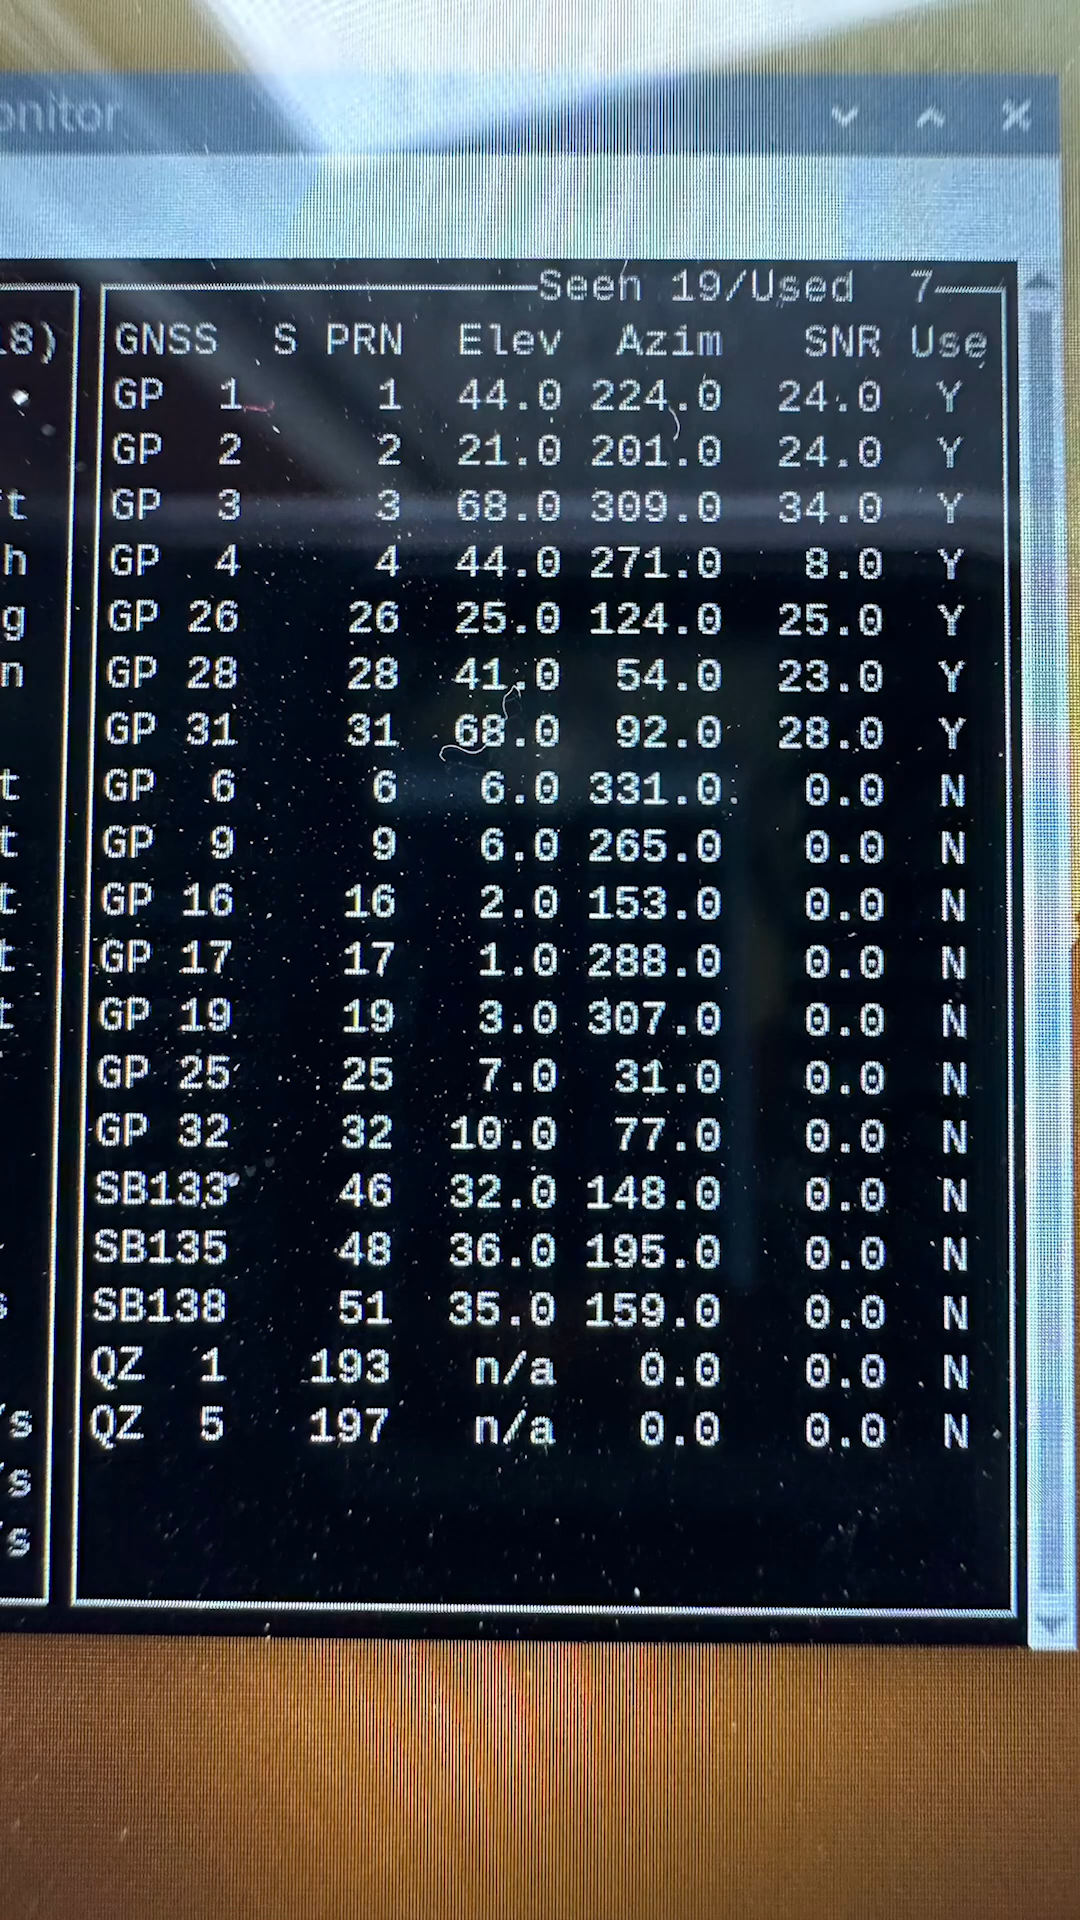 onitor
Seen 19/Used 7
GNSS S PRN Elev Azim SNR Use
GP 1 1 44.0 224.0 24.0 Y
GP 2 2 21.0 201.0 24.0 Y
GP 3 3 68.0 309.0 34.0 Y
GP 4 4 44.0 271.0 8.0 Y
GP 26 26 25.0 124.0 25.0 Y
GP 28 28 41.0 54.0 23.0 Y
GP 31 31 68.0 92.0 28.0 Y
GP 6 6 6.0 331.0 0.0 N
GP 9 9 6.0 265.0 0.0 N
GP 16 16 2.0 153.0 0.0 N
GP 17 17 1.0 288.0 0.0 N
GP 19 19 3.0 307.0 0.0 N
GP 25 25 7.0 31.0 0.0 N
GP 32 32 10.0 77.0 0.0 N
SB133 46 32.0 148.0 0.0 N
SB135 48 36.0 195.0 0.0 N
SB138 51 35.0 159.0 0.0 N
QZ 1 193 n/a 0.0 0.0 N
QZ 5 197 n/a 0.0 0.0 N